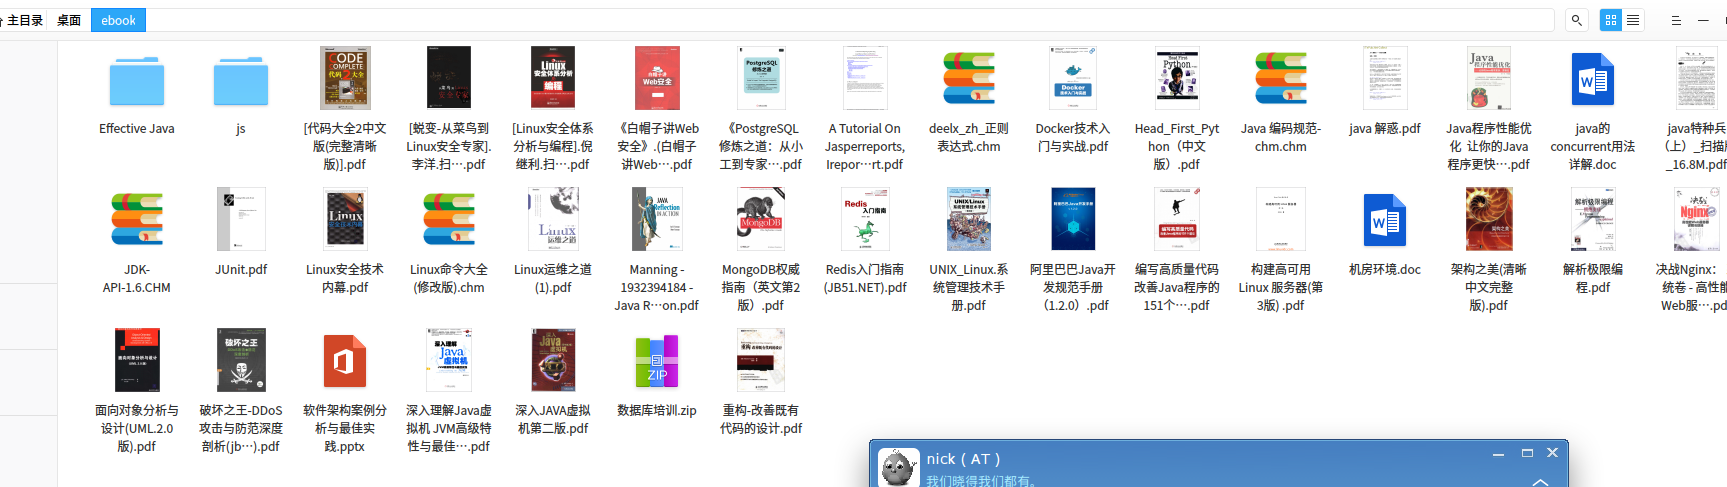 主目录 桌面 ebook
Effective Java
js
[代码大全2中文
版(完整清晰
版)].pdf
[蜕变-从菜鸟到
Linux安全专家].
李洋.扫···.pdf
[Linux安全体系
分析与编程].倪
继利.扫···.pdf
《白帽子讲Web
安全》.(白帽子
讲Web···.pdf
《PostgreSQL
修炼之道：从小
工到专家···.pdf
A Tutorial On
Jasperreports,
Irepor···rt.pdf
deelx_zh_正则
表达式.chm
Docker技术入
门与实战.pdf
Head_First_Pyt
hon（中文
版）.pdf
Java 编码规范-
chm.chm
java 解惑.pdf
Java程序性能优
化 让你的Java
程序更快···.pdf
java的
concurrent用法
详解.doc
java特种兵
（上）_扫描版
_16.8M.pdf
JDK-
API-1.6.CHM
JUnit.pdf
Linux安全技术
内幕.pdf
Linux命令大全
(修改版).chm
Linux运维之道
(1).pdf
Manning -
1932394184 -
Java R···on.pdf
MongoDB权威
指南（英文第2
版）.pdf
Redis入门指南
(JB51.NET).pdf
UNIX_Linux.系
统管理技术手
册.pdf
阿里巴巴Java开
发规范手册
（1.2.0）.pdf
编写高质量代码
改善Java程序的
151个···.pdf
构建高可用
Linux 服务器(第
3版) .pdf
机房环境.doc
架构之美(清晰
中文完整
版).pdf
解析极限编
程.pdf
决战Nginx：
统卷 - 高性能
Web服···.pdf
面向对象分析与
设计(UML.2.0
版).pdf
破坏之王-DDoS
攻击与防范深度
剖析(jb···).pdf
软件架构案例分
析与最佳实
践.pptx
深入理解Java虚
拟机 JVM高级特
性与最佳···.pdf
深入JAVA虚拟
机第二版.pdf
数据库培训.zip
重构-改善既有
代码的设计.pdf
nick ( AT )
我们晓得我们都有。